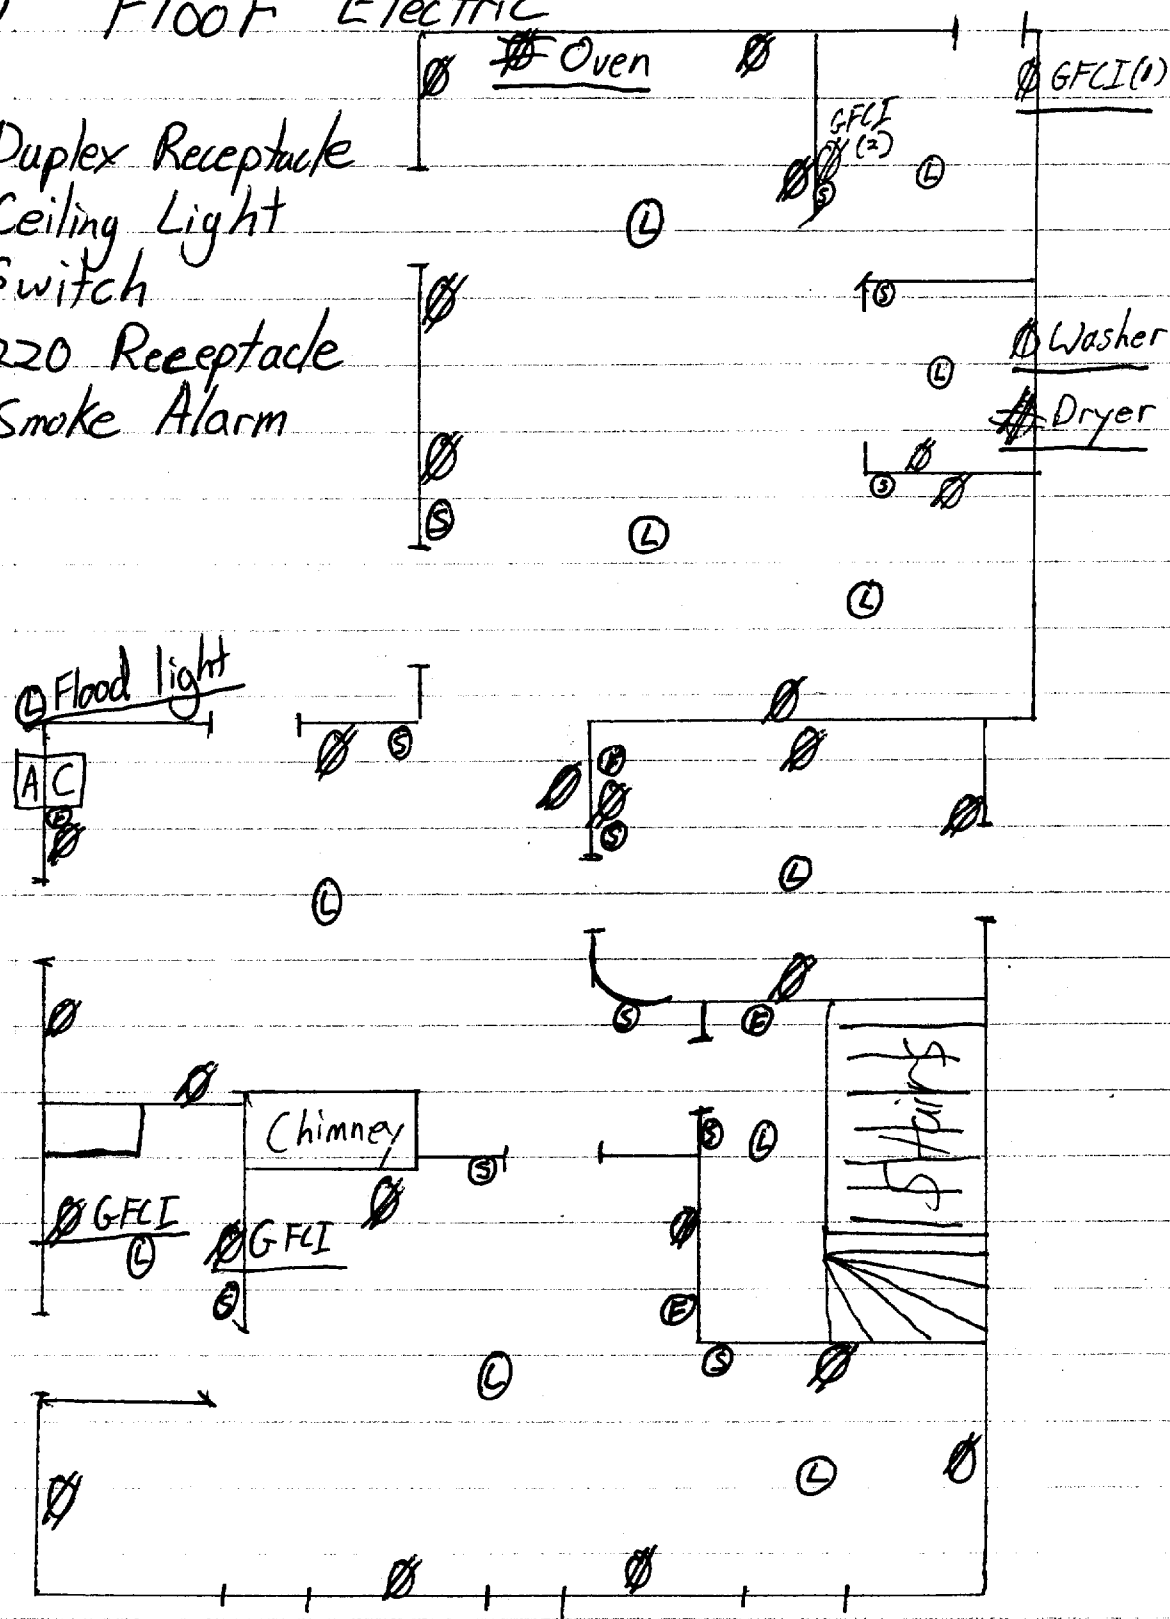 Floor Electric
Oven
GFCI(1)
GFCI
(2)
Duplex Receptacle
Ceiling Light
Switch
220 Receptacle
Smoke Alarm
L
S
L
S
Washer
L
Dryer
S
S
L
L
L Flood light
S
A C
S
L
L
S
E
Stairs
Chimney
S
L
S
GFCI
GFCI
L
S
E
S
L
L